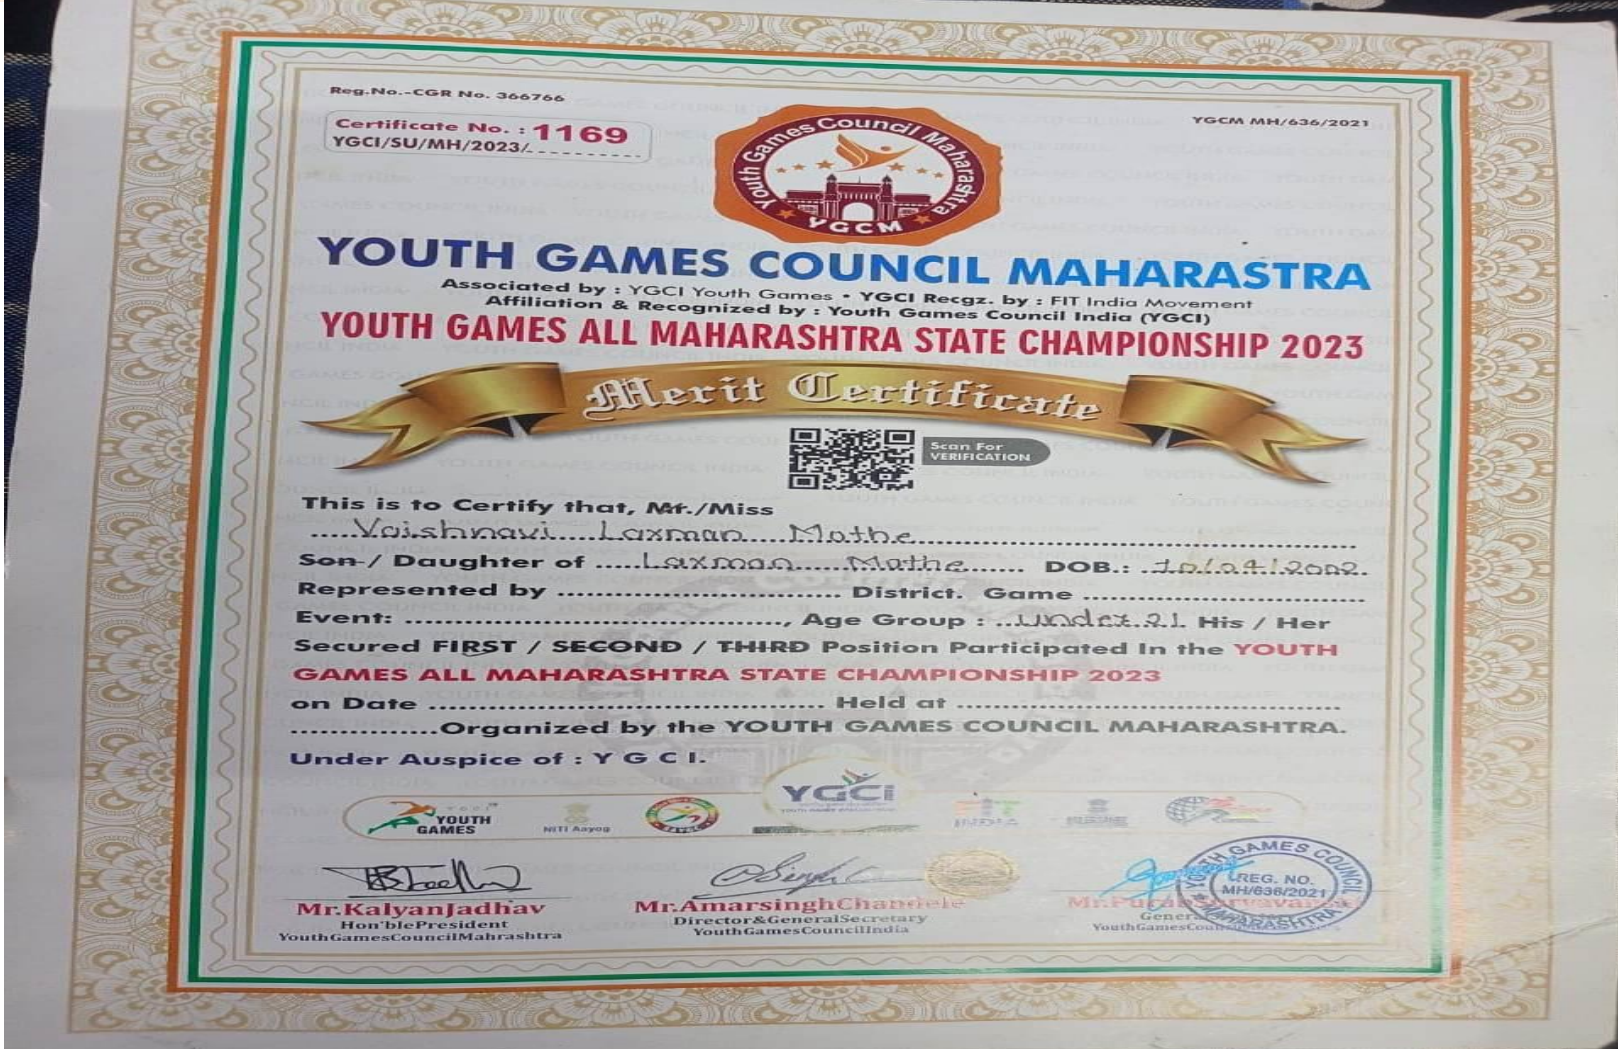 Reg.No.-CGR No. 366766
Certificate No. : 1169
YGCI/SU/MH/2023/
YGCM MH/636/2021
Youth Games Council Maharastra
YGCM
YOUTH GAMES COUNCIL MAHARASTRA
Associated by : YGCI Youth Games • YGCI Recgz. by : FIT India Movement
Affiliation & Recognized by : Youth Games Council India (YGCI)
YOUTH GAMES ALL MAHARASHTRA STATE CHAMPIONSHIP 2023
Merit Certificate
Scan For
VERIFICATION
This is to Certify that, Mr./Miss
Vaishnavi Laxman Mathe
Son / Daughter of Laxman Mathe DOB.: 10/04/2002.
Represented by .............................. District. Game ..............................
Event: .............................., Age Group : under 21 His / Her
Secured FIRST / SECOND / THIRD Position Participated In the YOUTH
GAMES ALL MAHARASHTRA STATE CHAMPIONSHIP 2023
on Date .............................. Held at ..............................
...............Organized by the YOUTH GAMES COUNCIL MAHARASHTRA.
Under Auspice of : Y G C I.
YGCI
YOUTH
GAMES
NITI Aayog
YGCI
INDIA
Mr.KalyanJadhav
Hon'blePresident
YouthGamesCouncilMahrashtra
Mr.AmarsinghChandele
Director&GeneralSecretary
YouthGamesCouncilIndia
YOUTH GAMES COUNCIL
REG. NO.
MH/636/2021
MAHARASHTRA